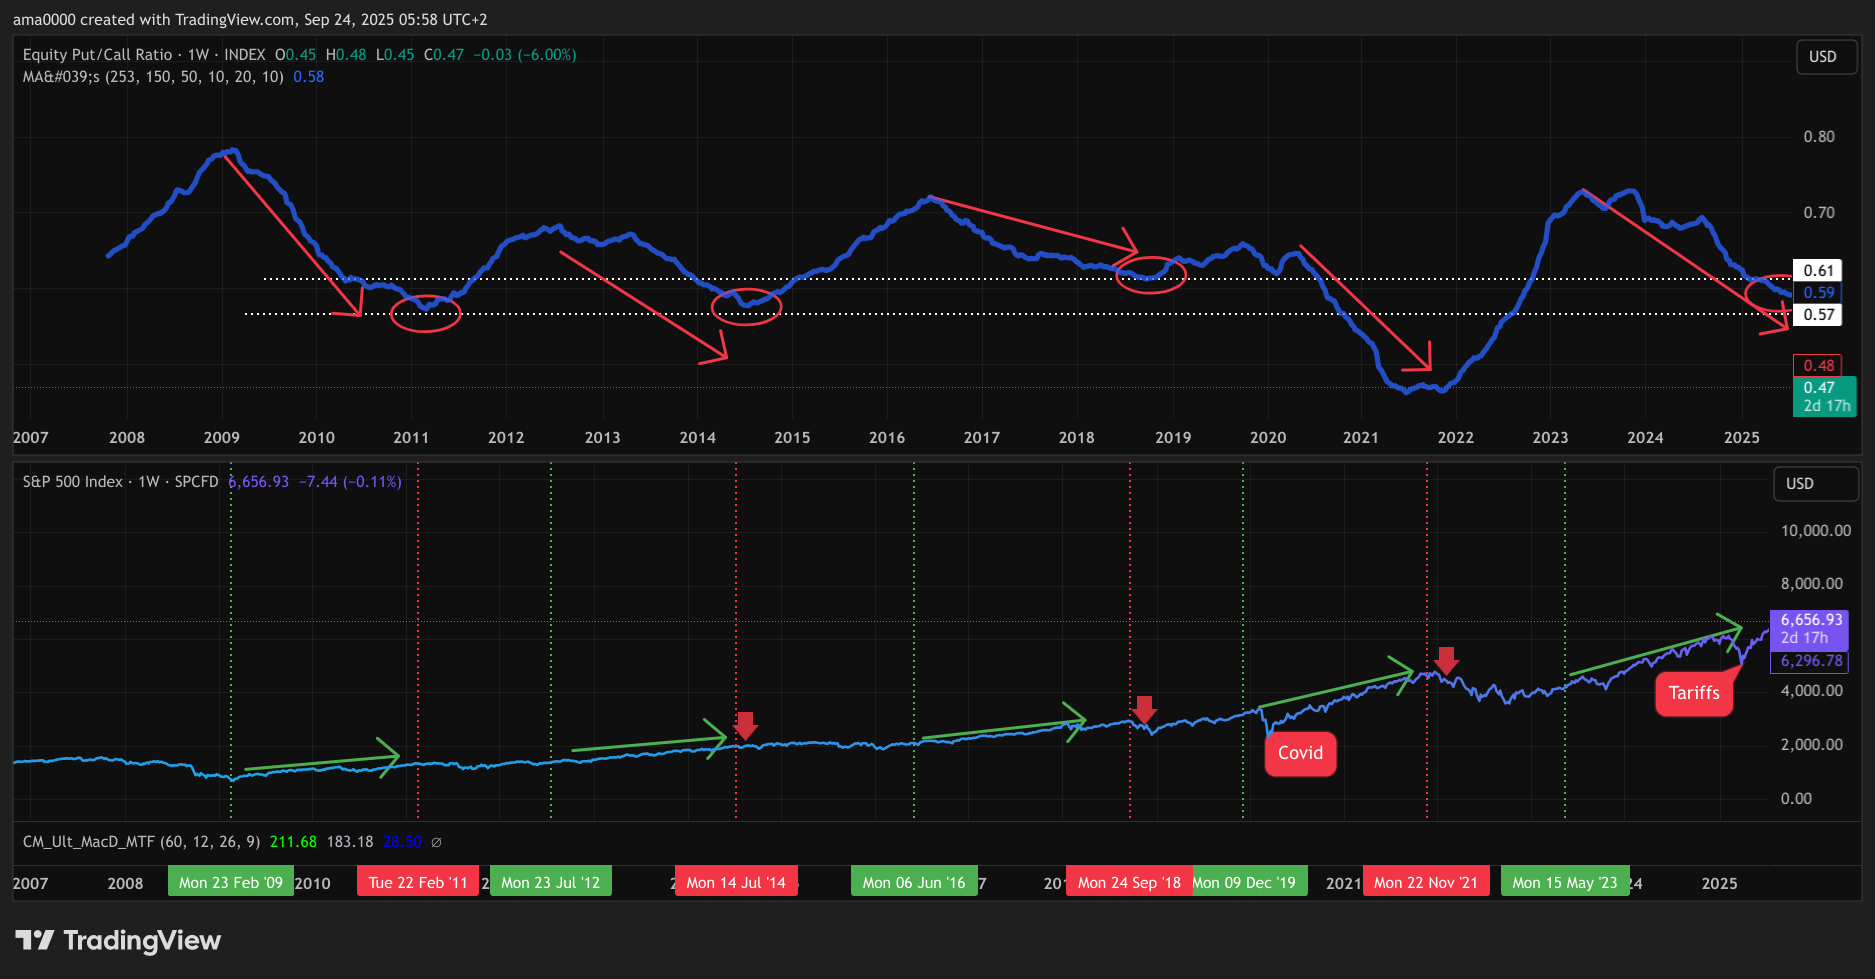 ama0000 created with TradingView.com, Sep 24, 2025 05:58 UTC+2
Equity Put/Call Ratio · 1W · INDEX O0.45 H0.48 L0.45 C0.47 −0.03 (−6.00%)
MA&#039;s (253, 150, 50, 10, 20, 10) 0.58
USD
0.80
0.70
0.61
0.59
0.57
0.48
0.47
2d 17h
2007 2008 2009 2010 2011 2012 2013 2014 2015 2016 2017 2018 2019 2020 2021 2022 2023 2024 2025
S&P 500 Index · 1W · SPCFD 6,656.93 −7.44 (−0.11%)
USD
10,000.00
8,000.00
6,656.93
2d 17h
6,296.78
4,000.00
2,000.00
0.00
Tariffs
Covid
CM_Ult_MacD_MTF (60, 12, 26, 9) 211.68 183.18 28.50 ∅
2007 2008 Mon 23 Feb '09 2010 Tue 22 Feb '11 Mon 23 Jul '12 Mon 14 Jul '14 Mon 06 Jun '16 Mon 24 Sep '18 Mon 09 Dec '19 2021 Mon 22 Nov '21 Mon 15 May '23 2025
TradingView